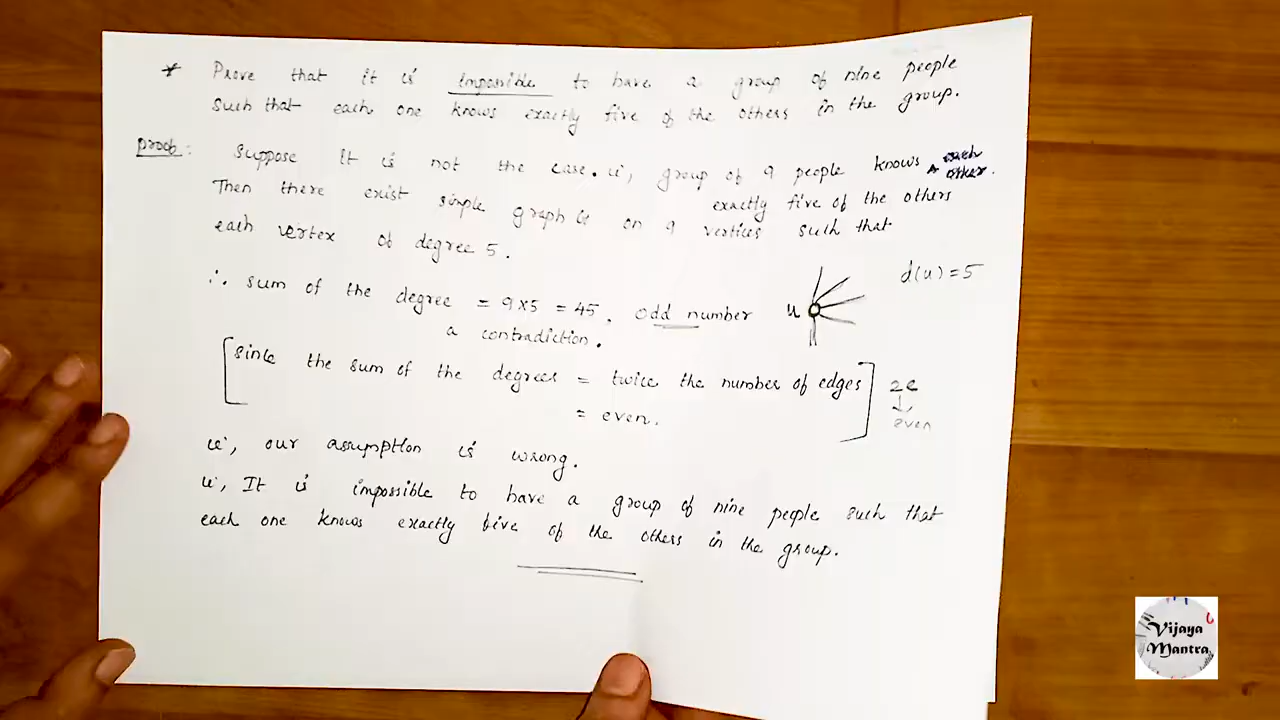 * Prove that it is impossible to have a group of nine people
such that each one knows exactly five of the others in the group.
Proof: Suppose it is not the case. ie, group of 9 people knows each other.
exactly five of the others
Then there exist simple graph G on 9 vertices such that
each vertex of degree 5.
∴ sum of the degree = 9×5 = 45, odd number
a contradiction.
u d(u) = 5
[since the sum of the degrees = twice the number of edges] 2e
= even. ↓ even
ie, our assumption is wrong.
ie, It is impossible to have a group of nine people such that
each one knows exactly five of the others in the group.
Vijaya
Mantra